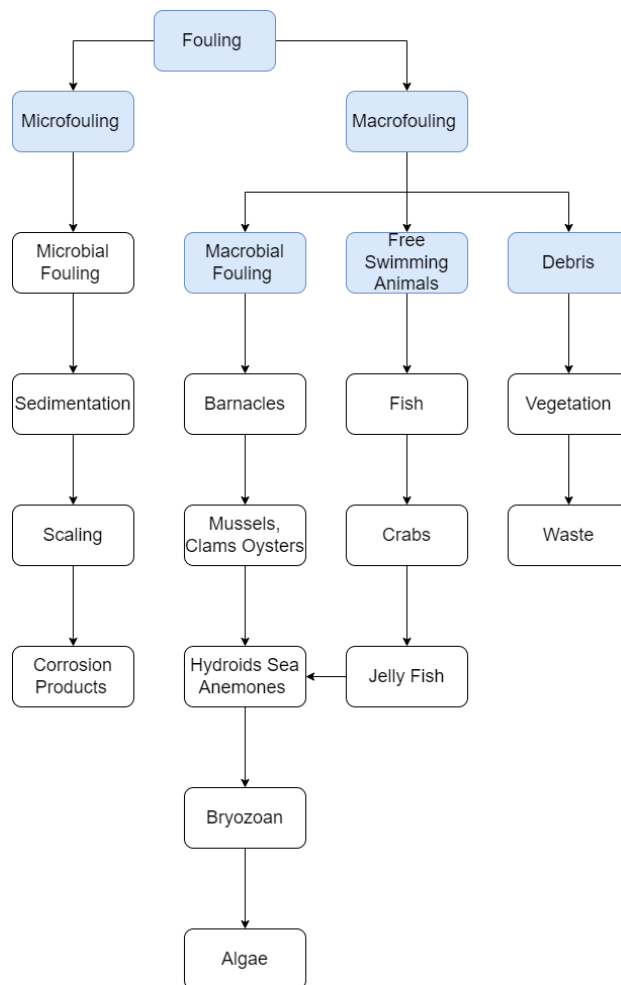 Fouling
Microfouling
Macrofouling
Microbial
Fouling
Macrobial
Fouling
Free
Swimming
Animals
Debris
Sedimentation
Barnacles
Fish
Vegetation
Scaling
Mussels,
Clams Oysters
Crabs
Waste
Corrosion
Products
Hydroids Sea
Anemones
Jelly Fish
Bryozoan
Algae